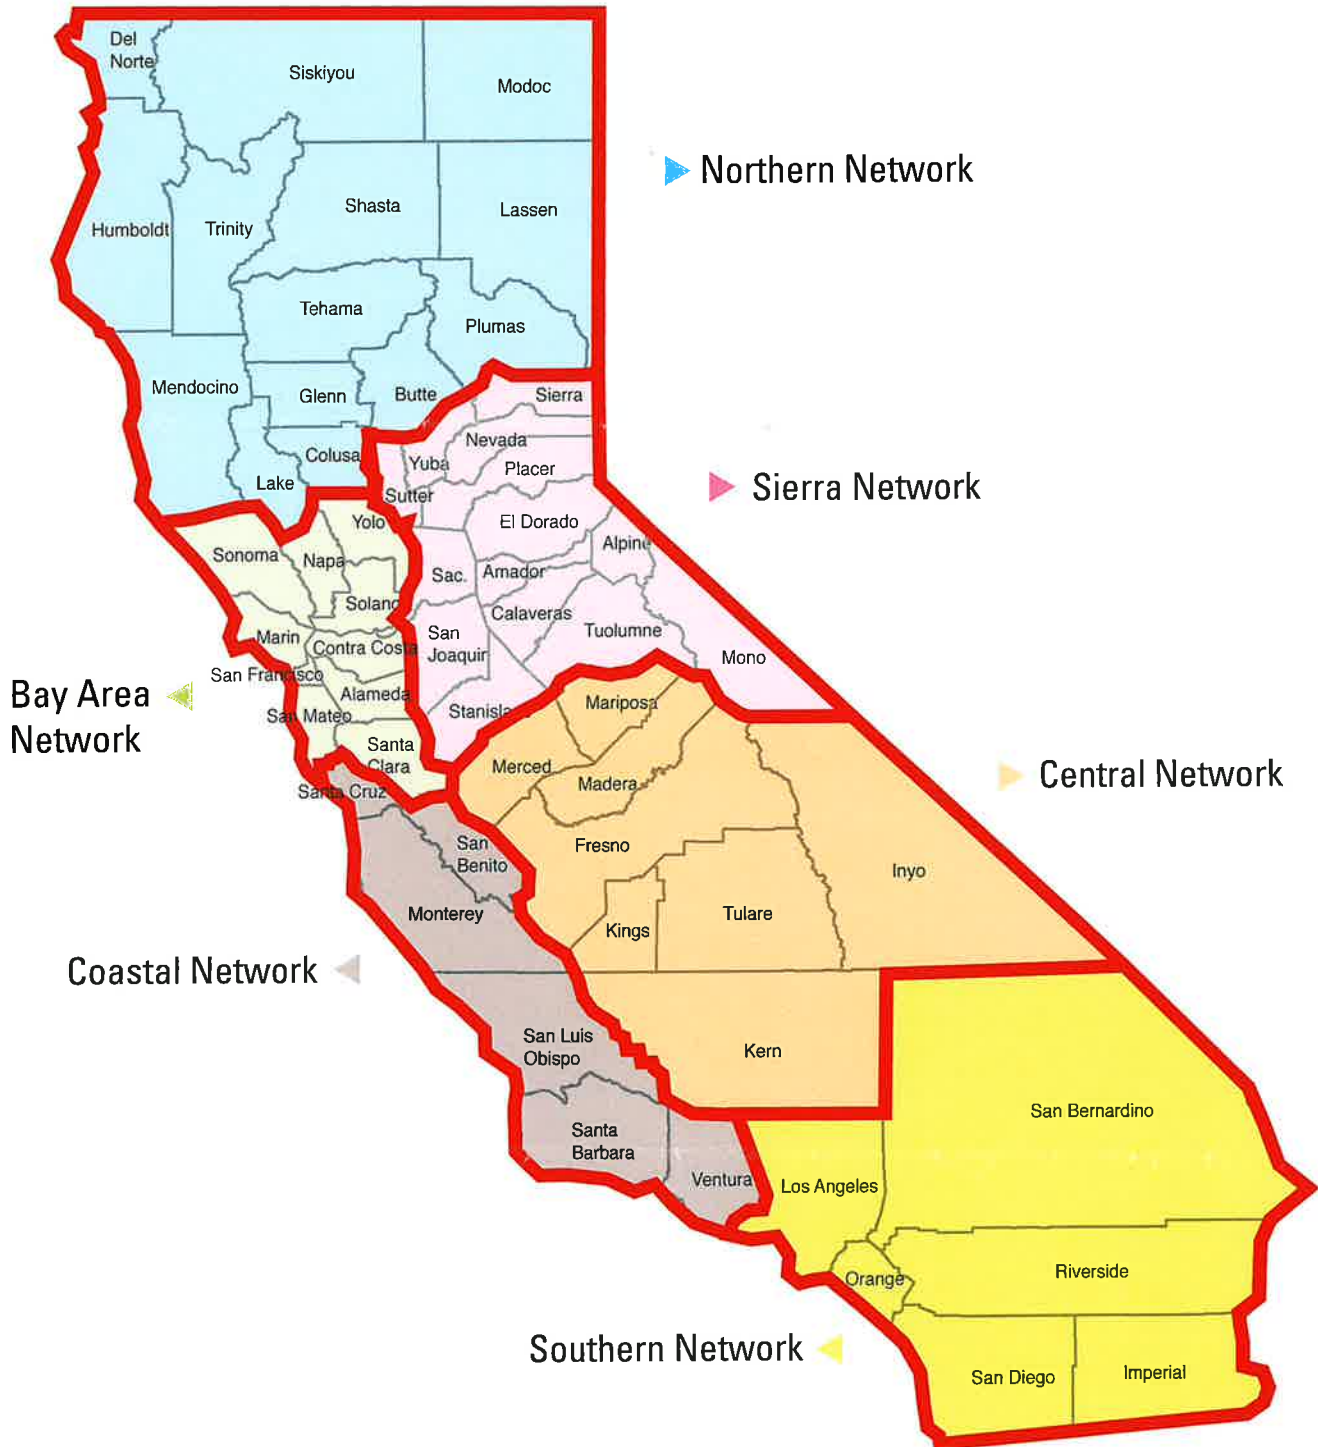 Del
Norte
Siskiyou
Modoc
Northern Network
Humboldt
Trinity
Shasta
Lassen
Tehama
Plumas
Mendocino
Glenn
Butte
Sierra
Colusa
Nevada
Yuba
Placer
Lake
Sutter
Sierra Network
Yolo
El Dorado
Sonoma
Napa
Alpine
Sac.
Amador
Solano
Calaveras
Marin
Contra Costa
San
Joaquir
Tuolumne
Mono
San Francisco
Bay Area
Network
Alameda
San Mateo
Stanisla
Mariposa
Santa
Clara
Merced
Madera
Central Network
Santa Cruz
San
Benito
Fresno
Inyo
Monterey
Kings
Tulare
Coastal Network
San Luis
Obispo
Kern
San Bernardino
Santa
Barbara
Ventura
Los Angeles
Orange
Riverside
Southern Network
San Diego
Imperial